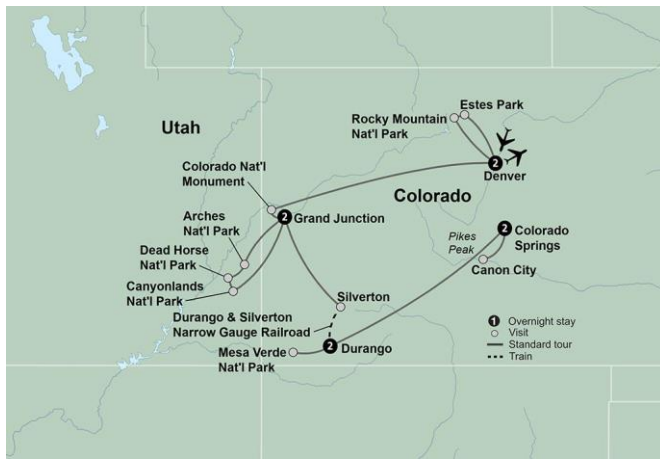 Utah
Estes Park
Rocky Mountain
Nat'l Park
2
Denver
Colorado Nat'l
Monument
Colorado
2
Grand Junction
Arches
Nat'l Park
2
Colorado
Springs
Pikes
Peak
Dead Horse
Nat'l Park
Canon City
Canyonlands
Nat'l Park
Silverton
Durango & Silverton
Narrow Gauge Railroad
2
Durango
Mesa Verde
Nat'l Park
1
Overnight stay
Visit
Standard tour
Train